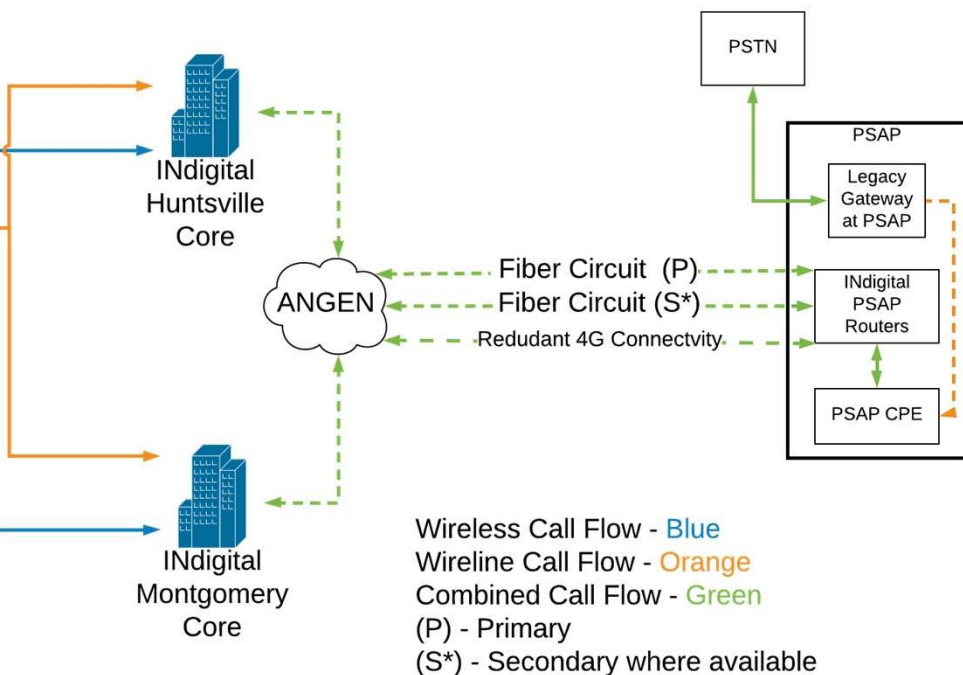 PSTN
PSAP
Legacy
Gateway
at PSAP
INdigital
Huntsville
Core
ANGEN
Fiber Circuit (P)
Fiber Circuit (S*)
Redudant 4G Connectvity
INdigital
PSAP
Routers
PSAP CPE
INdigital
Montgomery
Core
Wireless Call Flow - Blue
Wireline Call Flow - Orange
Combined Call Flow - Green
(P) - Primary
(S*) - Secondary where available